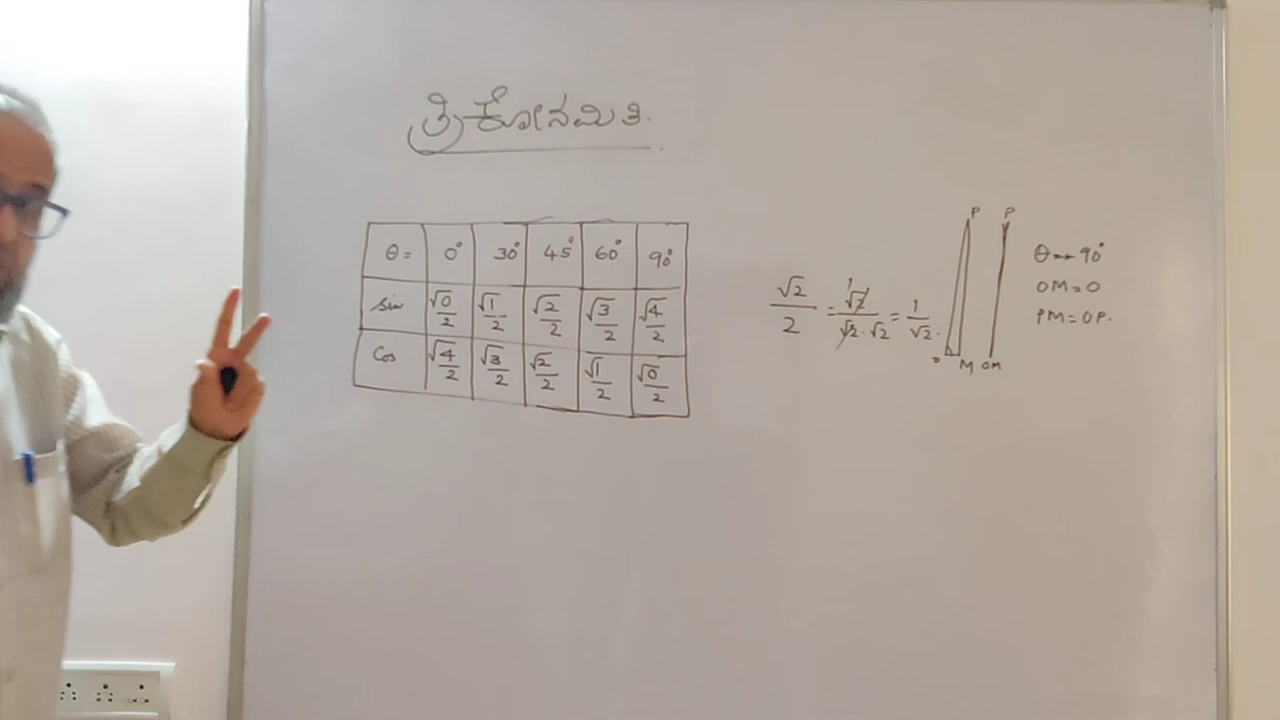 ತ್ರಿಕೋನಮಿತಿ.
θ = 0° 30° 45° 60° 90°
sin √0/2 √1/2 √2/2 √3/2 √4/2
Cos √4/2 √3/2 √2/2 √1/2 √0/2
√2/2 = 1 √2/√2·√2 = 1/√2.
P P
O M OM
θ → 90°
OM = 0
PM = OP.